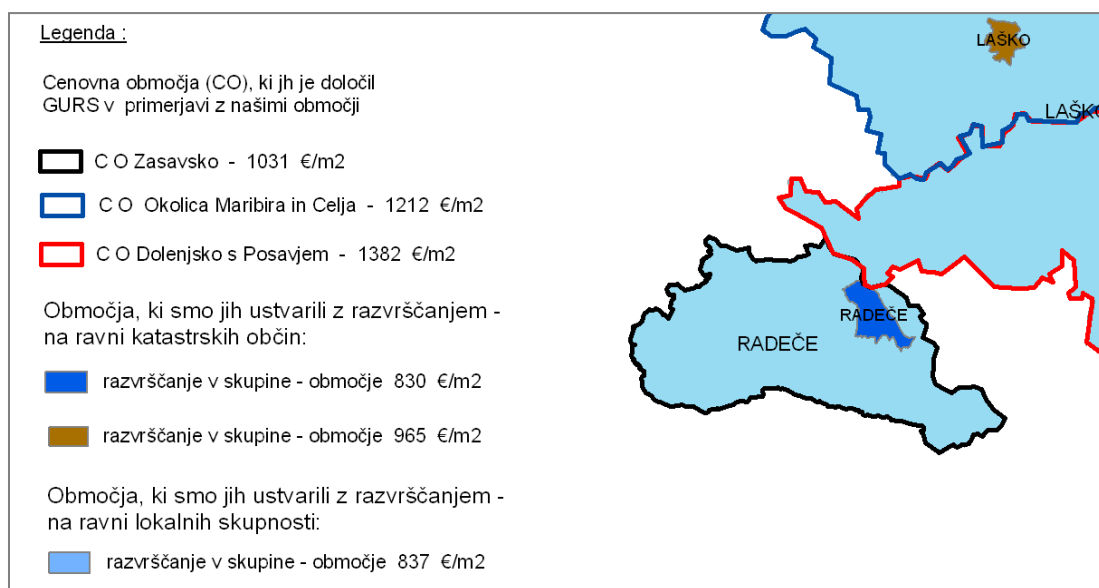 Legenda :
Cenovna območja (CO), ki jh je določil
GURS v primerjavi z našimi območji
C O Zasavsko - 1031 €/m2
C O Okolica Maribira in Celja - 1212 €/m2
C O Dolenjsko s Posavjem - 1382 €/m2
Območja, ki smo jih ustvarili z razvrščanjem -
na ravni katastrskih občin:
razvrščanje v skupine - območje 830 €/m2
razvrščanje v skupine - območje 965 €/m2
Območja, ki smo jih ustvarili z razvrščanjem -
na ravni lokalnih skupnosti:
razvrščanje v skupine - območje 837 €/m2
LAŠKO
LAŠKO
RADEČE
RADEČE